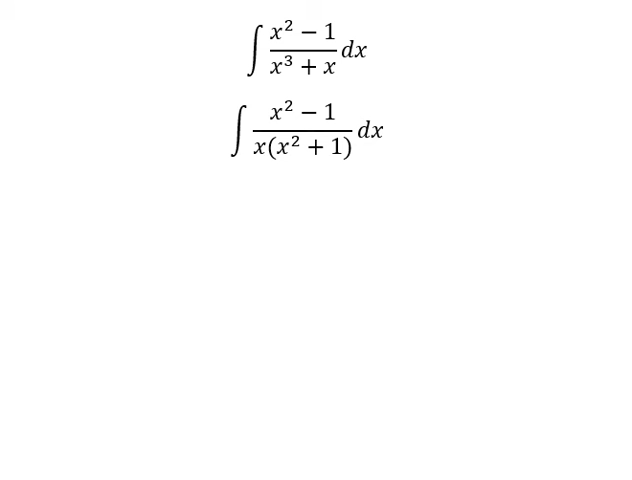 ∫ (x² − 1)/(x³ + x) dx
∫ (x² − 1)/(x(x² + 1)) dx